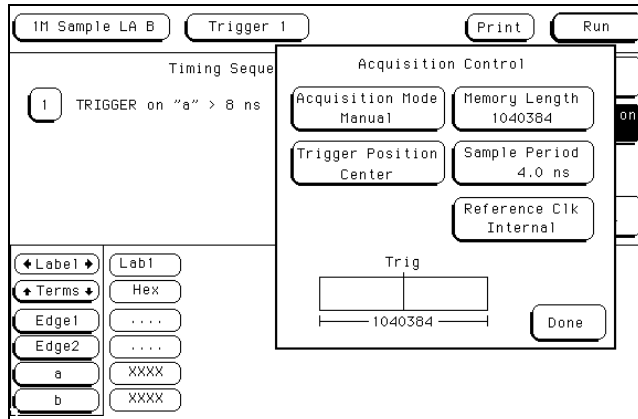 1M Sample LA B
Trigger 1
Print
Run
Timing Seque
1 TRIGGER on "a" > 8 ns
on
Acquisition Control
Acquisition Mode
Manual
Memory Length
1040384
Trigger Position
Center
Sample Period
4.0 ns
Reference Clk
Internal
Trig
1040384
Done
Label
Lab1
Terms
Hex
Edge1
....
Edge2
....
a
XXXX
b
XXXX